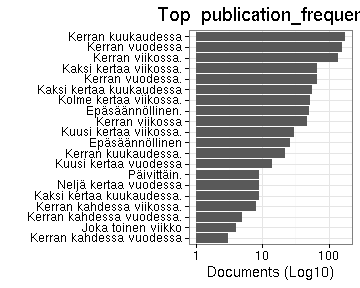 Top publication_frequen
Kerran kuukaudessa
Kerran vuodessa
Kerran viikossa.
Kaksi kertaa viikossa.
Kerran vuodessa.
Kaksi kertaa kuukaudessa
Kolme kertaa viikossa.
Epäsäännöllinen.
Kerran viikossa
Kuusi kertaa viikossa.
Epäsäännöllinen
Kerran kuukaudessa.
Kuusi kertaa vuodessa
Päivittäin.
Neljä kertaa vuodessa
Kaksi kertaa kuukaudessa.
Kerran kahdessa viikossa.
Kerran kahdessa vuodessa.
Joka toinen viikko
Kerran kahdessa vuodessa
1 10 100
Documents (Log10)